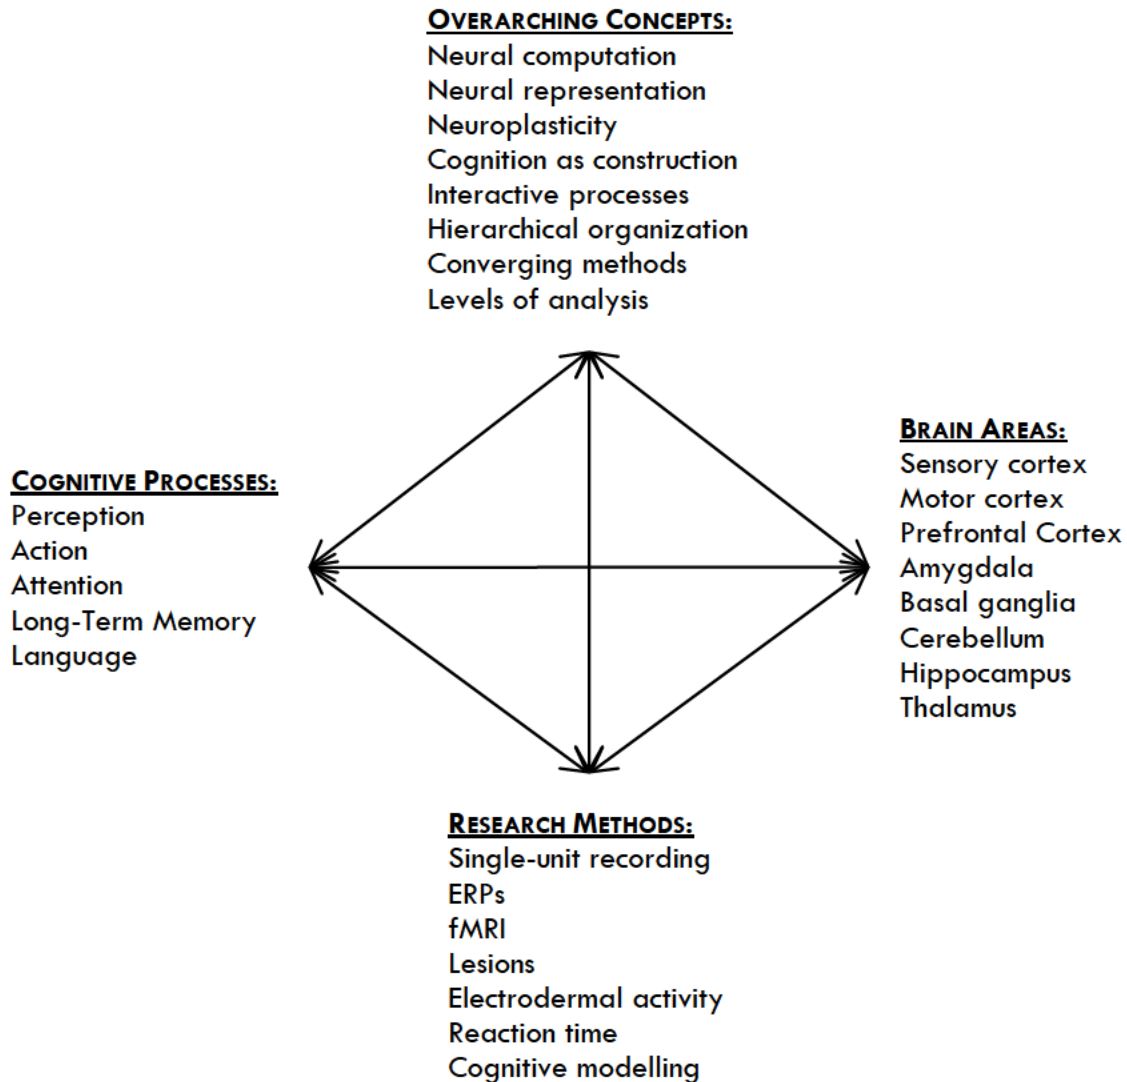 OVERARCHING CONCEPTS:
Neural computation
Neural representation
Neuroplasticity
Cognition as construction
Interactive processes
Hierarchical organization
Converging methods
Levels of analysis
COGNITIVE PROCESSES:
Perception
Action
Attention
Long-Term Memory
Language
BRAIN AREAS:
Sensory cortex
Motor cortex
Prefrontal Cortex
Amygdala
Basal ganglia
Cerebellum
Hippocampus
Thalamus
RESEARCH METHODS:
Single-unit recording
ERPs
fMRI
Lesions
Electrodermal activity
Reaction time
Cognitive modelling